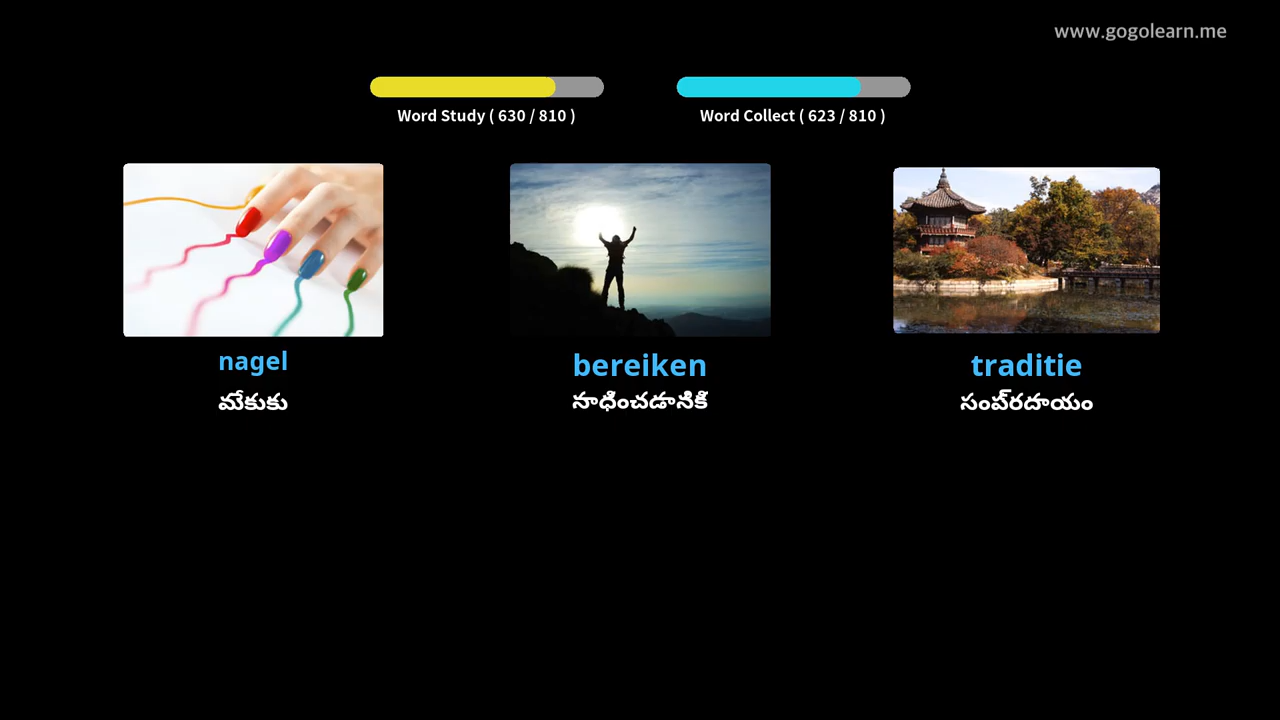 www.gogolearn.me
Word Study ( 630 / 810 )
Word Collect ( 623 / 810 )
nagel
మేకుకు
bereiken
సాధించడానికి
traditie
సంప్రదాయం